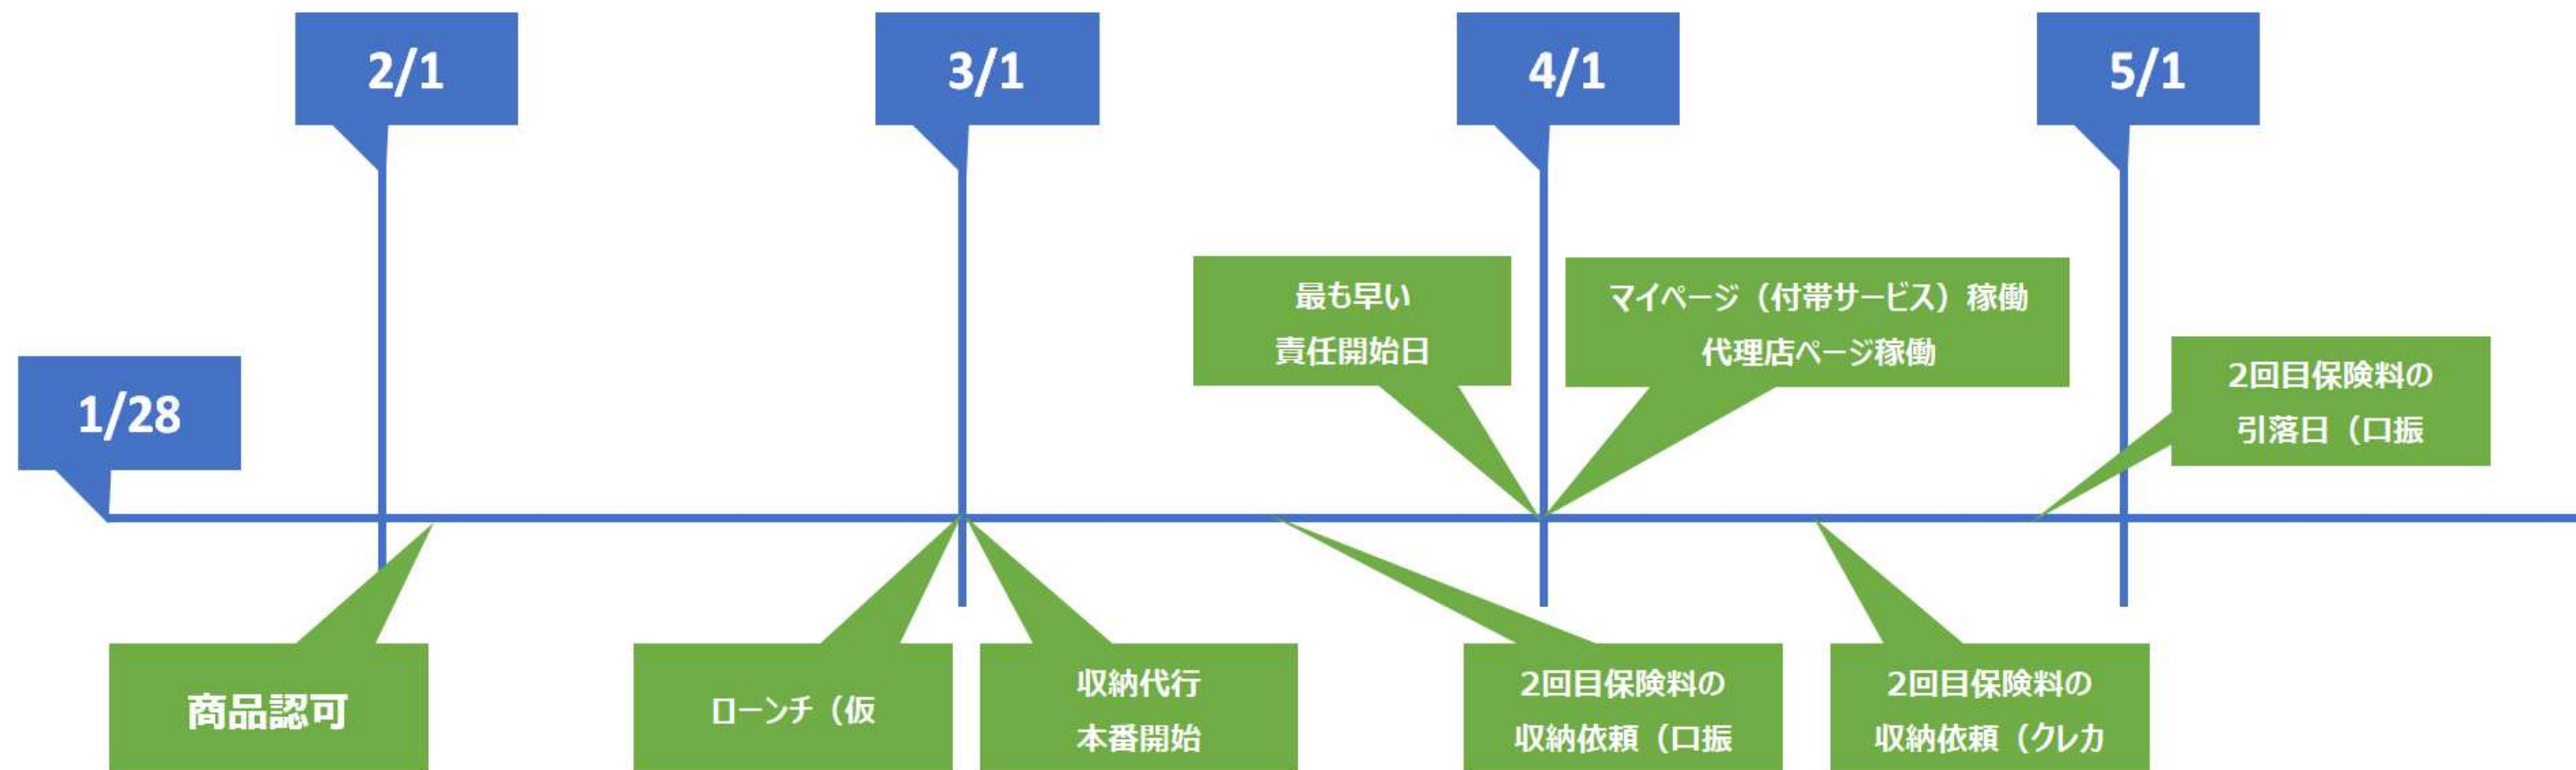 2/1
3/1
4/1
5/1
1/28
最も早い
責任開始日
マイページ（付帯サービス）稼働
代理店ページ稼働
2回目保険料の
引落日（口振
商品認可
ローンチ（仮
収納代行
本番開始
2回目保険料の
収納依頼（口振
2回目保険料の
収納依頼（クレカ